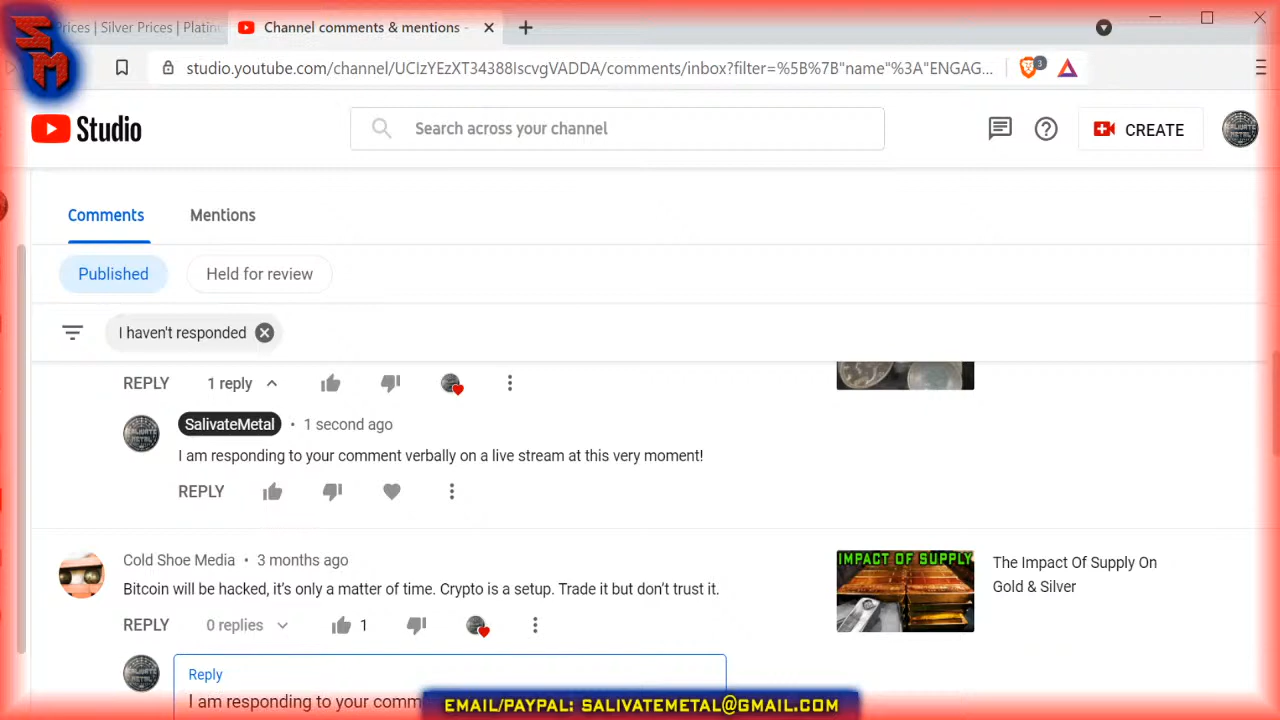 SM
Prices | Silver Prices | Platin
Channel comments & mentions -
studio.youtube.com/channel/UCIzYEzXT34388IscvgVADDA/comments/inbox?filter=%5B%7B"name"%3A"ENGAG...
3
Studio
Search across your channel
CREATE
SALIVATE METAL
Comments
Mentions
Published
Held for review
I haven't responded
REPLY
1 reply
SalivateMetal • 1 second ago
I am responding to your comment verbally on a live stream at this very moment!
REPLY
Cold Shoe Media • 3 months ago
Bitcoin will be hacked, it's only a matter of time. Crypto is a setup. Trade it but don't trust it.
REPLY
0 replies
1
IMPACT OF SUPPLY
The Impact Of Supply On
Gold & Silver
Reply
I am responding to your comm
EMAIL/PAYPAL: SALIVATEMETAL@GMAIL.COM